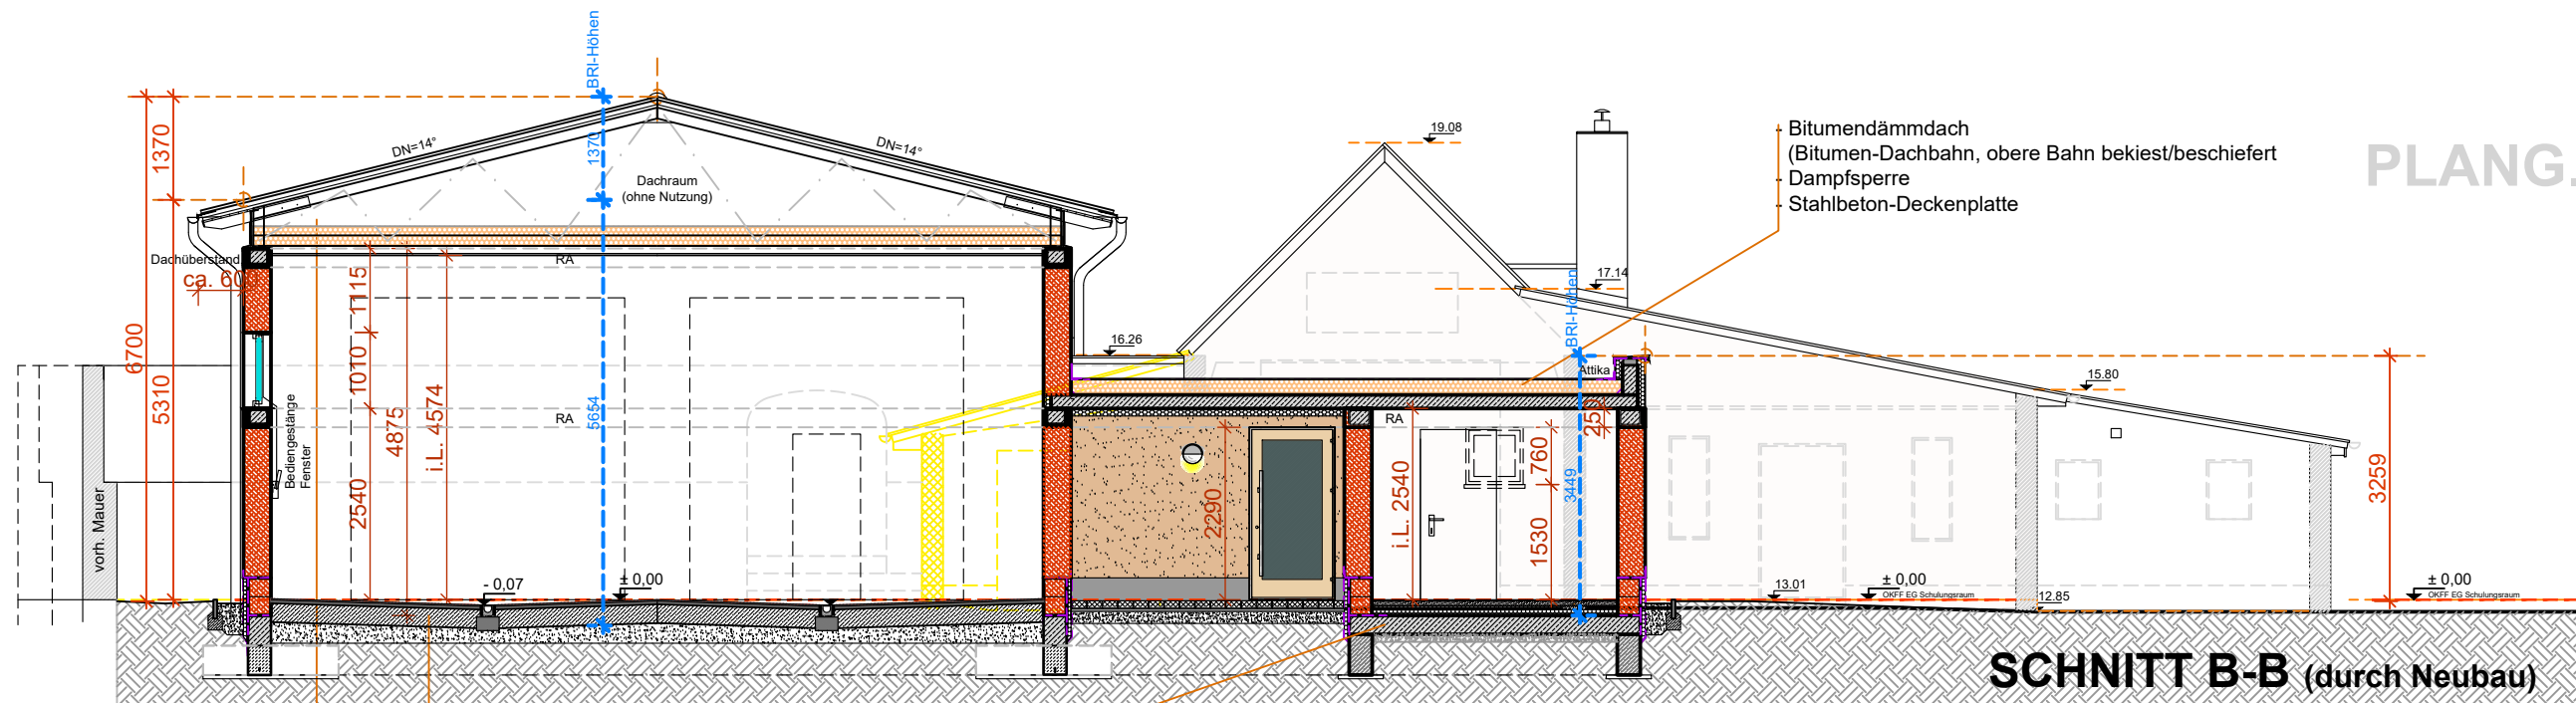 BRI-Höhen
DN=14°
DN=14°
1370
1370
Dachraum
(ohne Nutzung)
19.08
- Bitumendämmdach
(Bitumen-Dachbahn, obere Bahn bekiest/beschiefert
- Dampfsperre
- Stahlbeton-Deckenplatte
PLANG.
Dachüberstand
ca. 600
RA
17.14
BRI-Höhen
16.26
Attika
15.80
6700
5310
1115
1010
2540
4875
i.L. 4574
5654
RA
RA
250
760
3449
1530
i.L. 2540
2290
3259
Bediengestänge
Fenster
vorh. Mauer
- 0,07
± 0,00
13.01
± 0,00
OKFF EG Schulungsraum
12.85
± 0,00
OKFF EG Schulungsraum
SCHNITT B-B (durch Neubau)